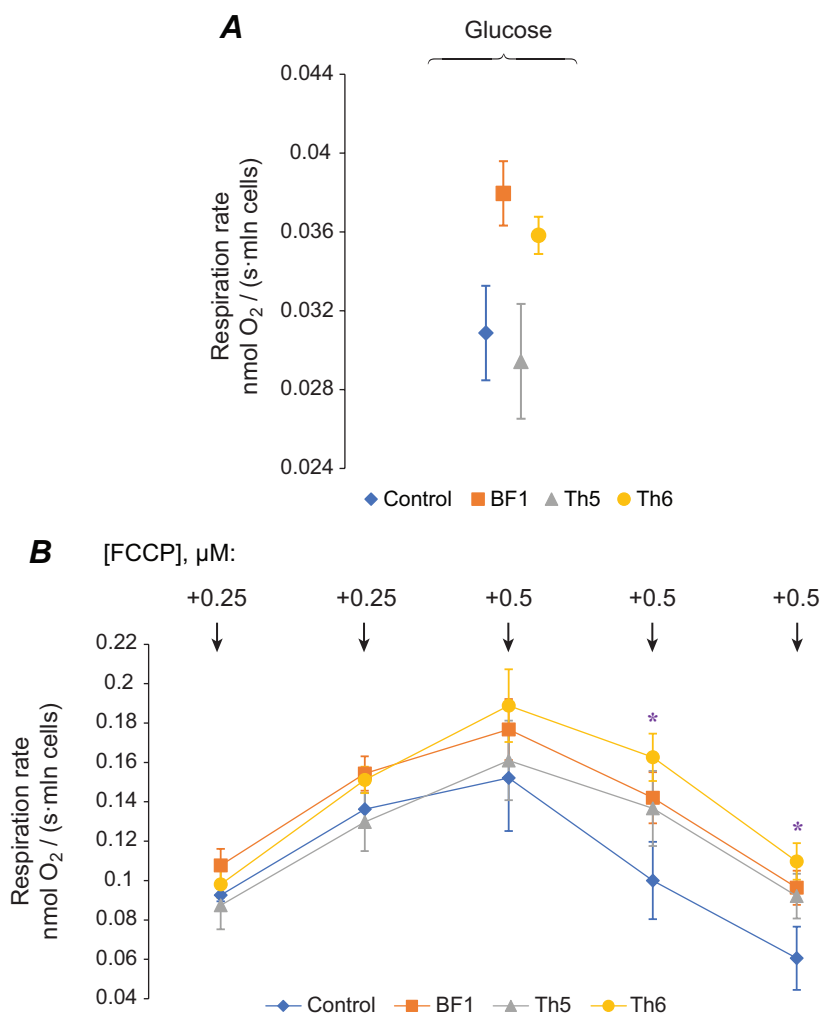 A
Glucose
0.044
0.04
0.036
0.032
0.028
0.024
Respiration rate
nmol O₂ / (s·mln cells)
Control BF1 Th5 Th6
B [FCCP], μM:
+0.25 +0.25 +0.5 +0.5 +0.5
0.22
0.2
0.18
0.16
0.14
0.12
0.1
0.08
0.06
0.04
Respiration rate
nmol O₂ / (s·mln cells)
*
*
Control BF1 Th5 Th6